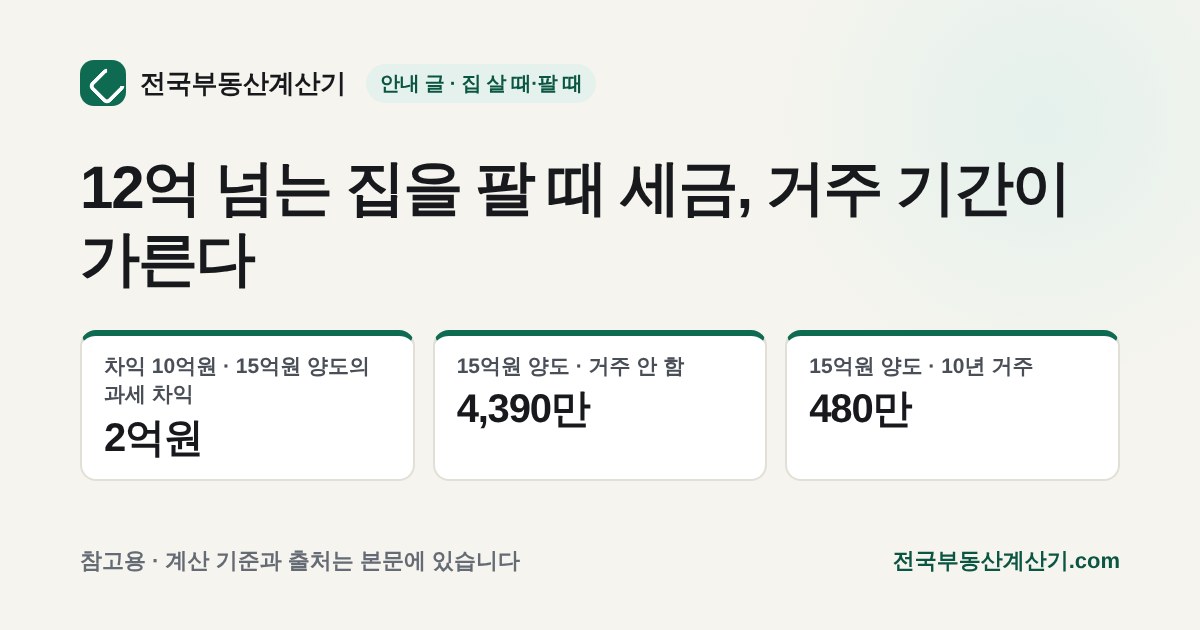 전국부동산계산기
안내 글 · 집 살 때·팔 때
12억 넘는 집을 팔 때 세금, 거주 기간이
가른다
차익 10억원 · 15억원 양도의
과세 차익
2억원
15억원 양도 · 거주 안 함
4,390만
15억원 양도 · 10년 거주
480만
참고용 · 계산 기준과 출처는 본문에 있습니다
전국부동산계산기.com